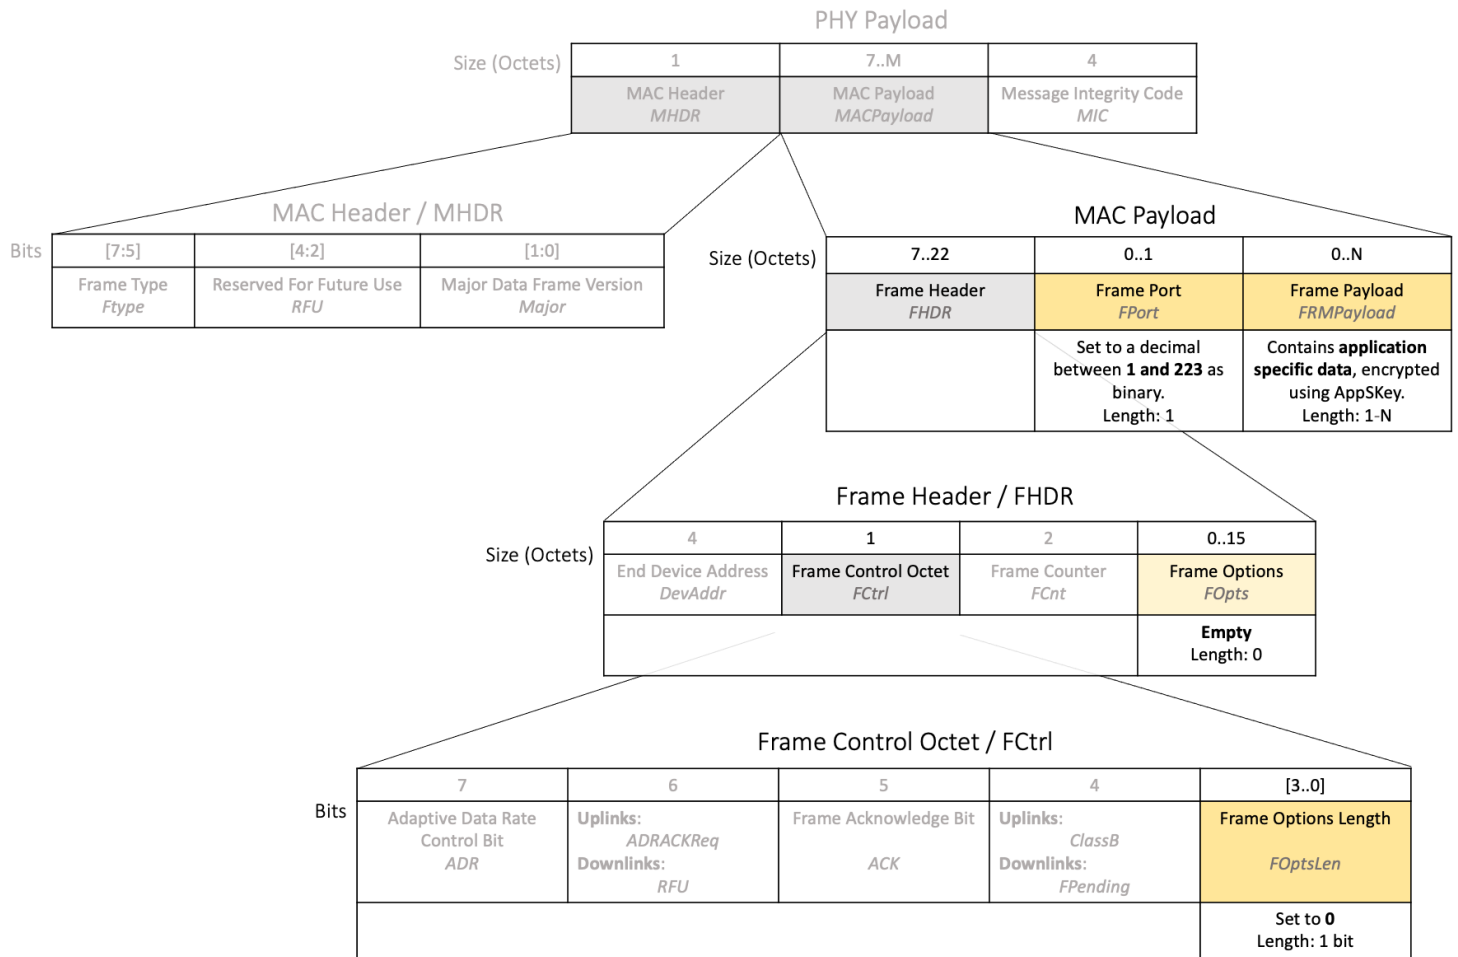 PHY Payload
Size (Octets)
1
7..M
4
MAC Header
MHDR
MAC Payload
MACPayload
Message Integrity Code
MIC
MAC Header / MHDR
Bits
[7:5]
[4:2]
[1:0]
Frame Type
Ftype
Reserved For Future Use
RFU
Major Data Frame Version
Major
MAC Payload
Size (Octets)
7..22
0..1
0..N
Frame Header
FHDR
Frame Port
FPort
Frame Payload
FRMPayload
Set to a decimal
between 1 and 223 as
binary.
Length: 1
Contains application
specific data, encrypted
using AppSKey.
Length: 1-N
Frame Header / FHDR
Size (Octets)
4
1
2
0..15
End Device Address
DevAddr
Frame Control Octet
FCtrl
Frame Counter
FCnt
Frame Options
FOpts
Empty
Length: 0
Frame Control Octet / FCtrl
Bits
7
6
5
4
[3..0]
Adaptive Data Rate
Control Bit
ADR
Uplinks:
ADRACKReq
Downlinks:
RFU
Frame Acknowledge Bit
ACK
Uplinks:
ClassB
Downlinks:
FPending
Frame Options Length
FOptsLen
Set to 0
Length: 1 bit